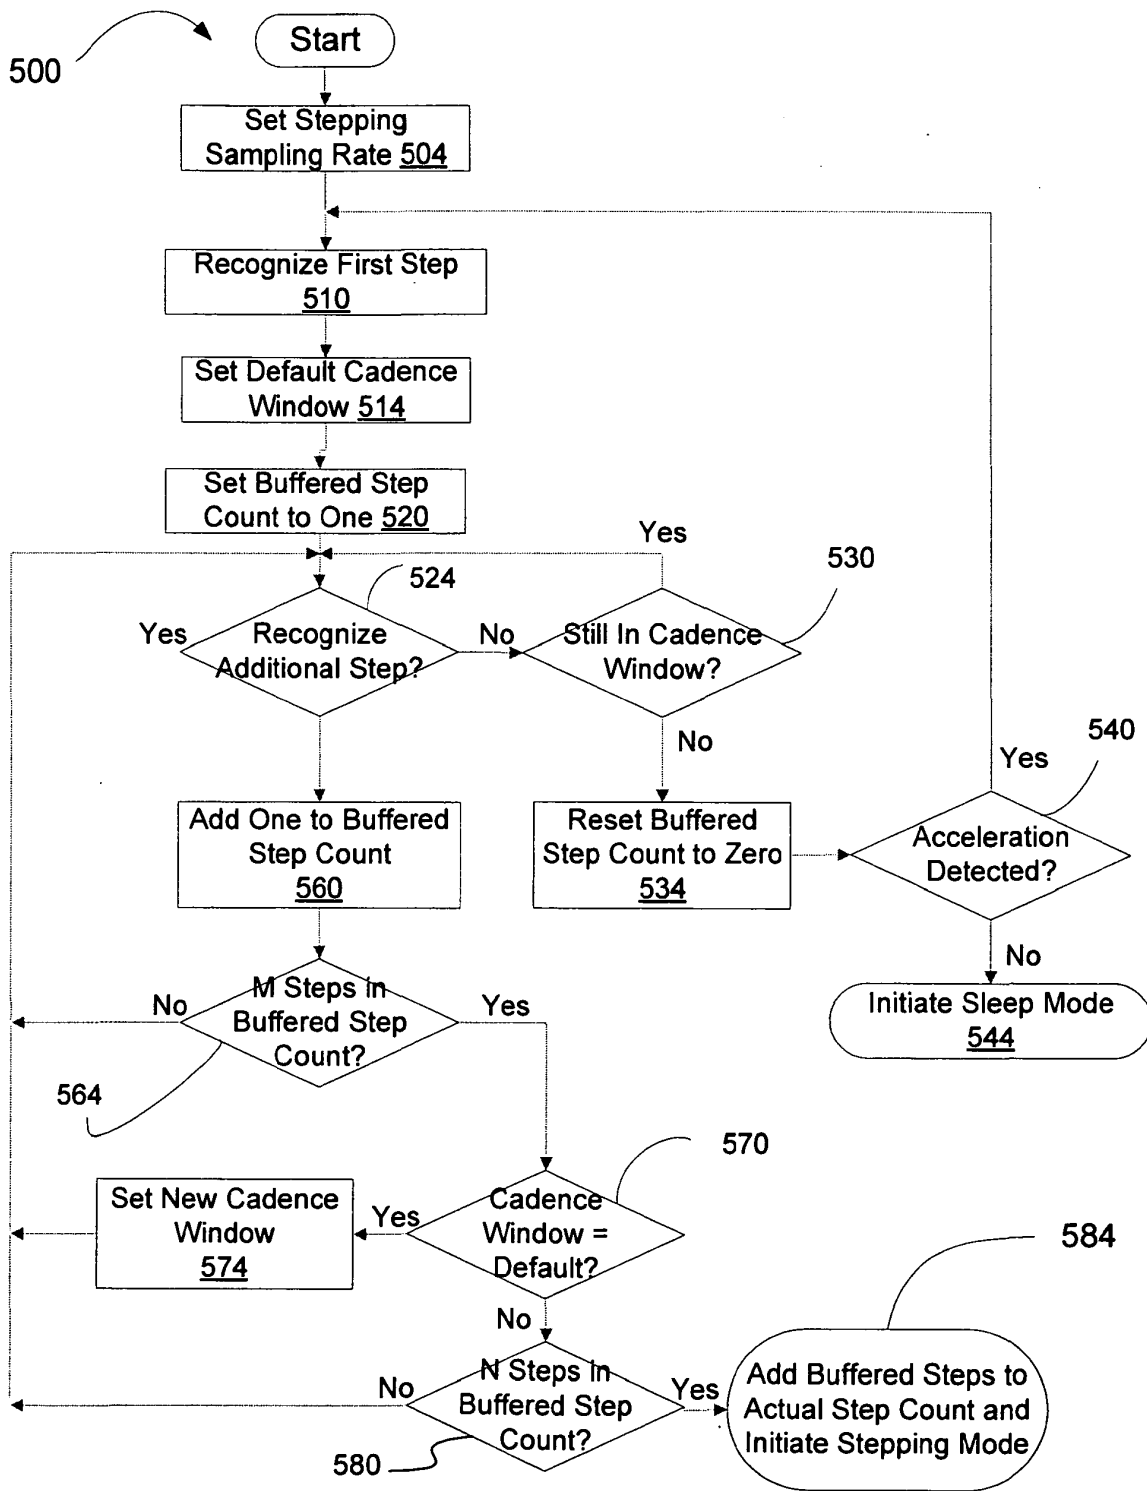 Start
500
Set Stepping
Sampling Rate 504
Recognize First Step
510
Set Default Cadence
Window 514
Set Buffered Step
Count to One 520
Yes
524
530
Yes
Recognize
Additional Step?
No
Still In Cadence
Window?
No
540
Yes
Add One to Buffered
Step Count
560
Reset Buffered
Step Count to Zero
534
Acceleration
Detected?
No
Initiate Sleep Mode
544
No
M Steps in
Buffered Step
Count?
Yes
564
570
Set New Cadence
Window
574
Yes
Cadence
Window =
Default?
584
No
No
N Steps in
Buffered Step
Count?
Yes
580
Add Buffered Steps to
Actual Step Count and
Initiate Stepping Mode